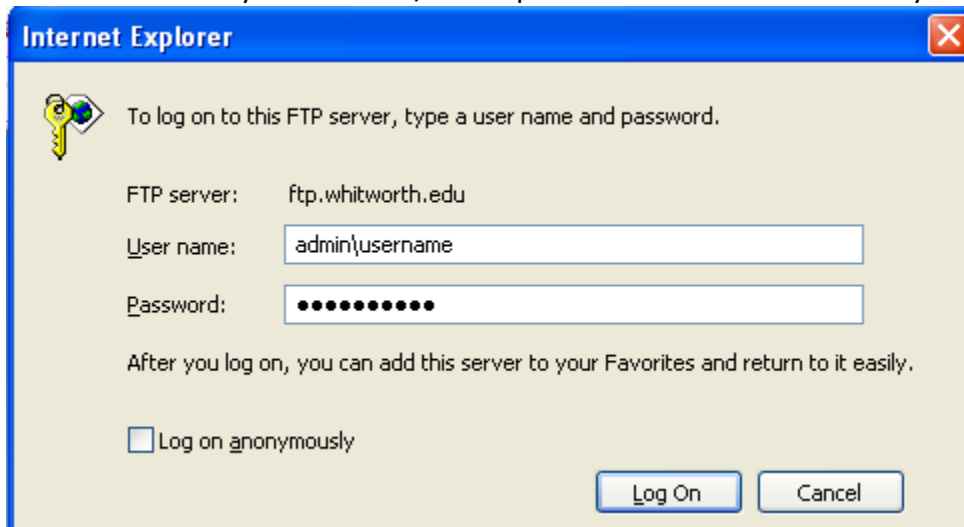 Internet Explorer
To log on to this FTP server, type a user name and password.
FTP server: ftp.whitworth.edu
User name: admin\username
Password: ●●●●●●●●●●
After you log on, you can add this server to your Favorites and return to it easily.
Log on anonymously
Log On Cancel